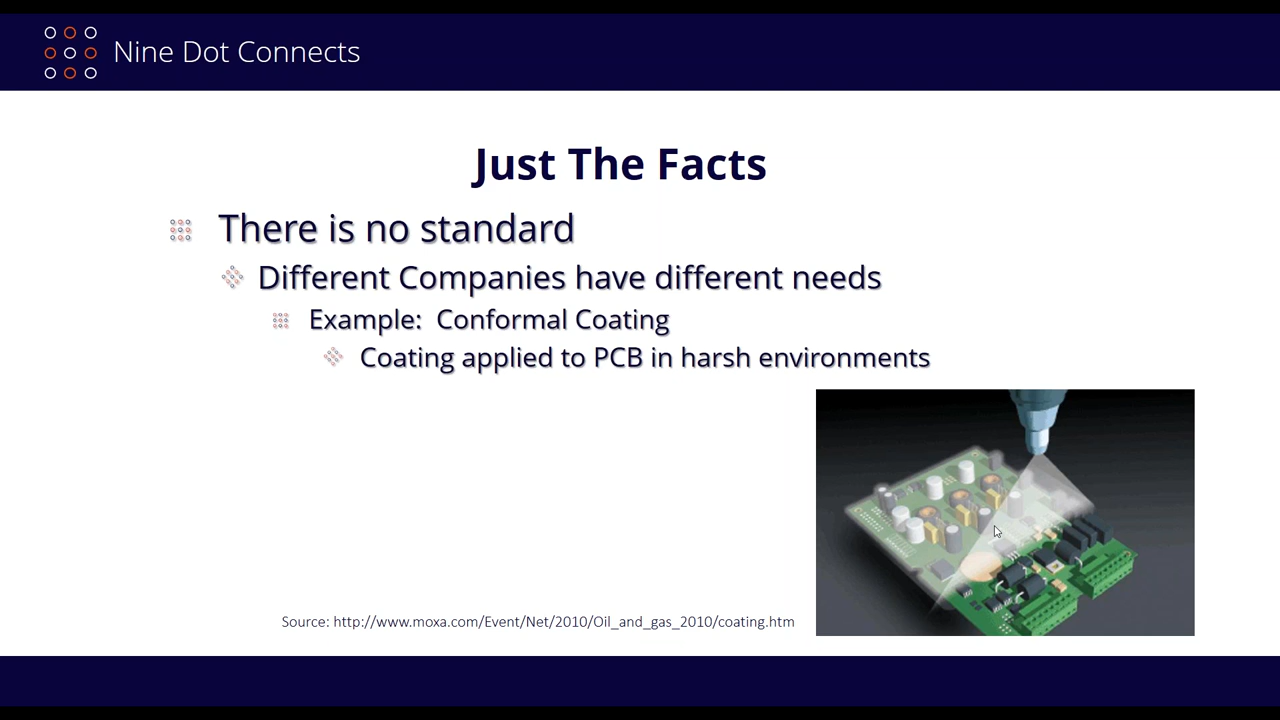 Nine Dot Connects
Just The Facts
There is no standard
Different Companies have different needs
Example: Conformal Coating
Coating applied to PCB in harsh environments
Source: http://www.moxa.com/Event/Net/2010/Oil_and_gas_2010/coating.htm